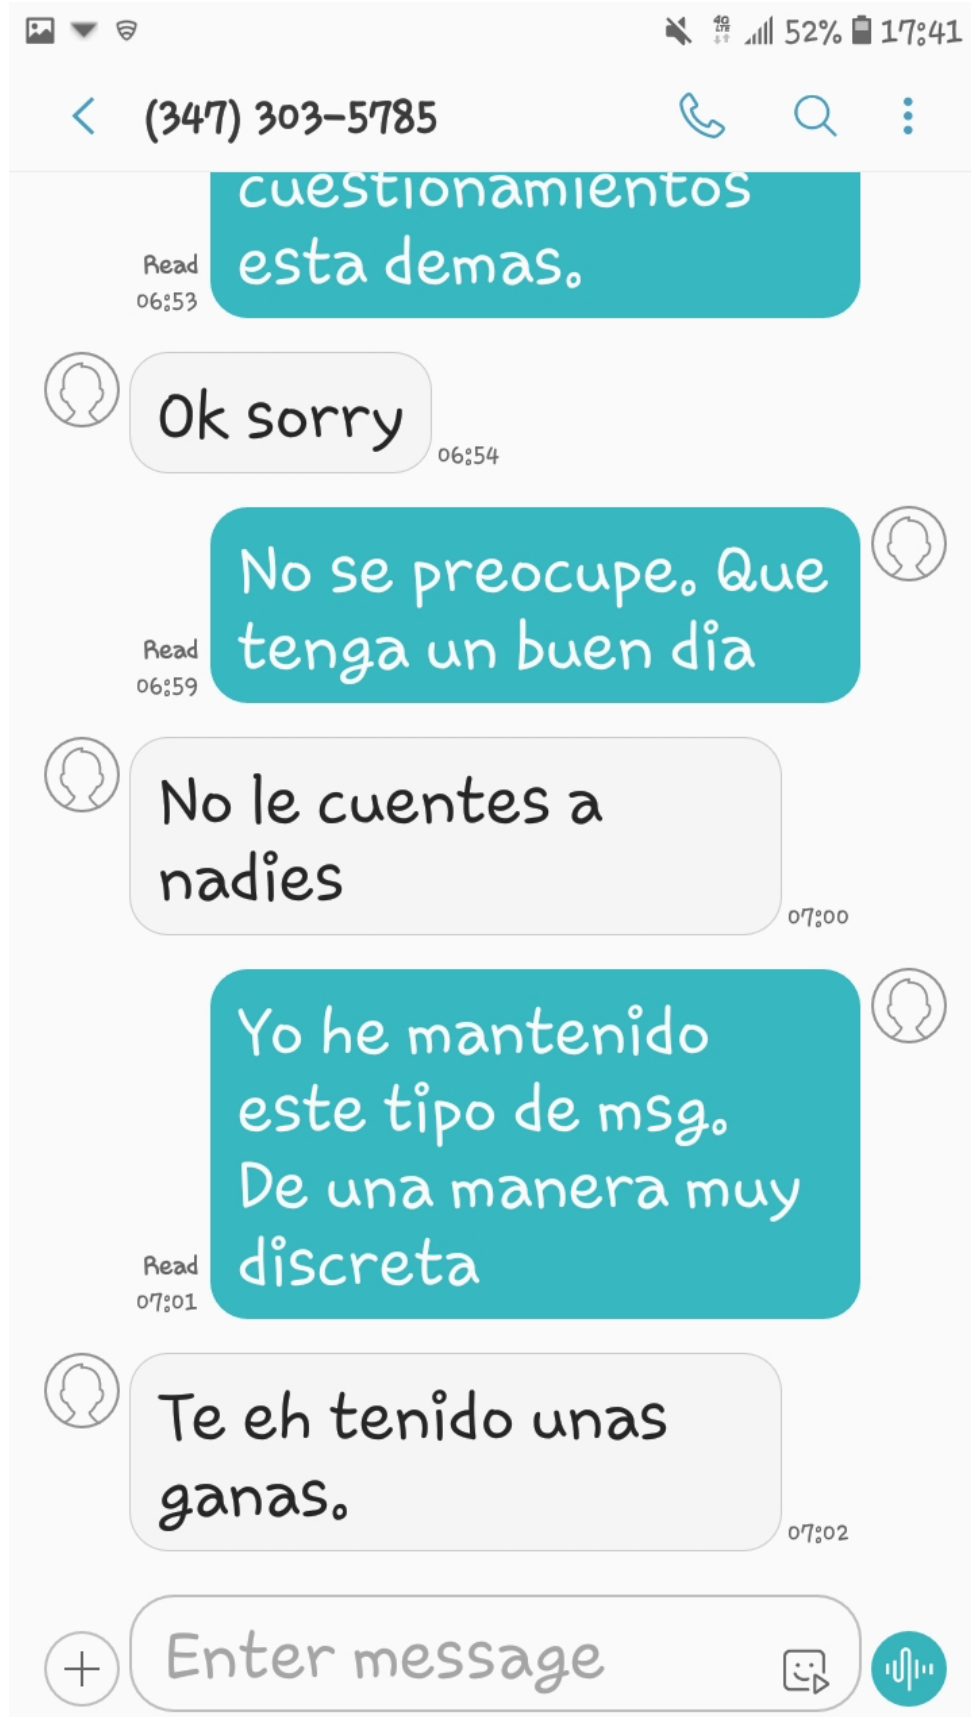 52% 17:41
(347) 303-5785
cuestionamientos
esta demas.
Read
06:53
Ok sorry
06:54
No se preocupe. Que
tenga un buen dia
Read
06:59
No le cuentes a
nadies
07:00
Yo he mantenido
este tipo de msg.
De una manera muy
discreta
Read
07:01
Te eh tenido unas
ganas.
07:02
Enter message